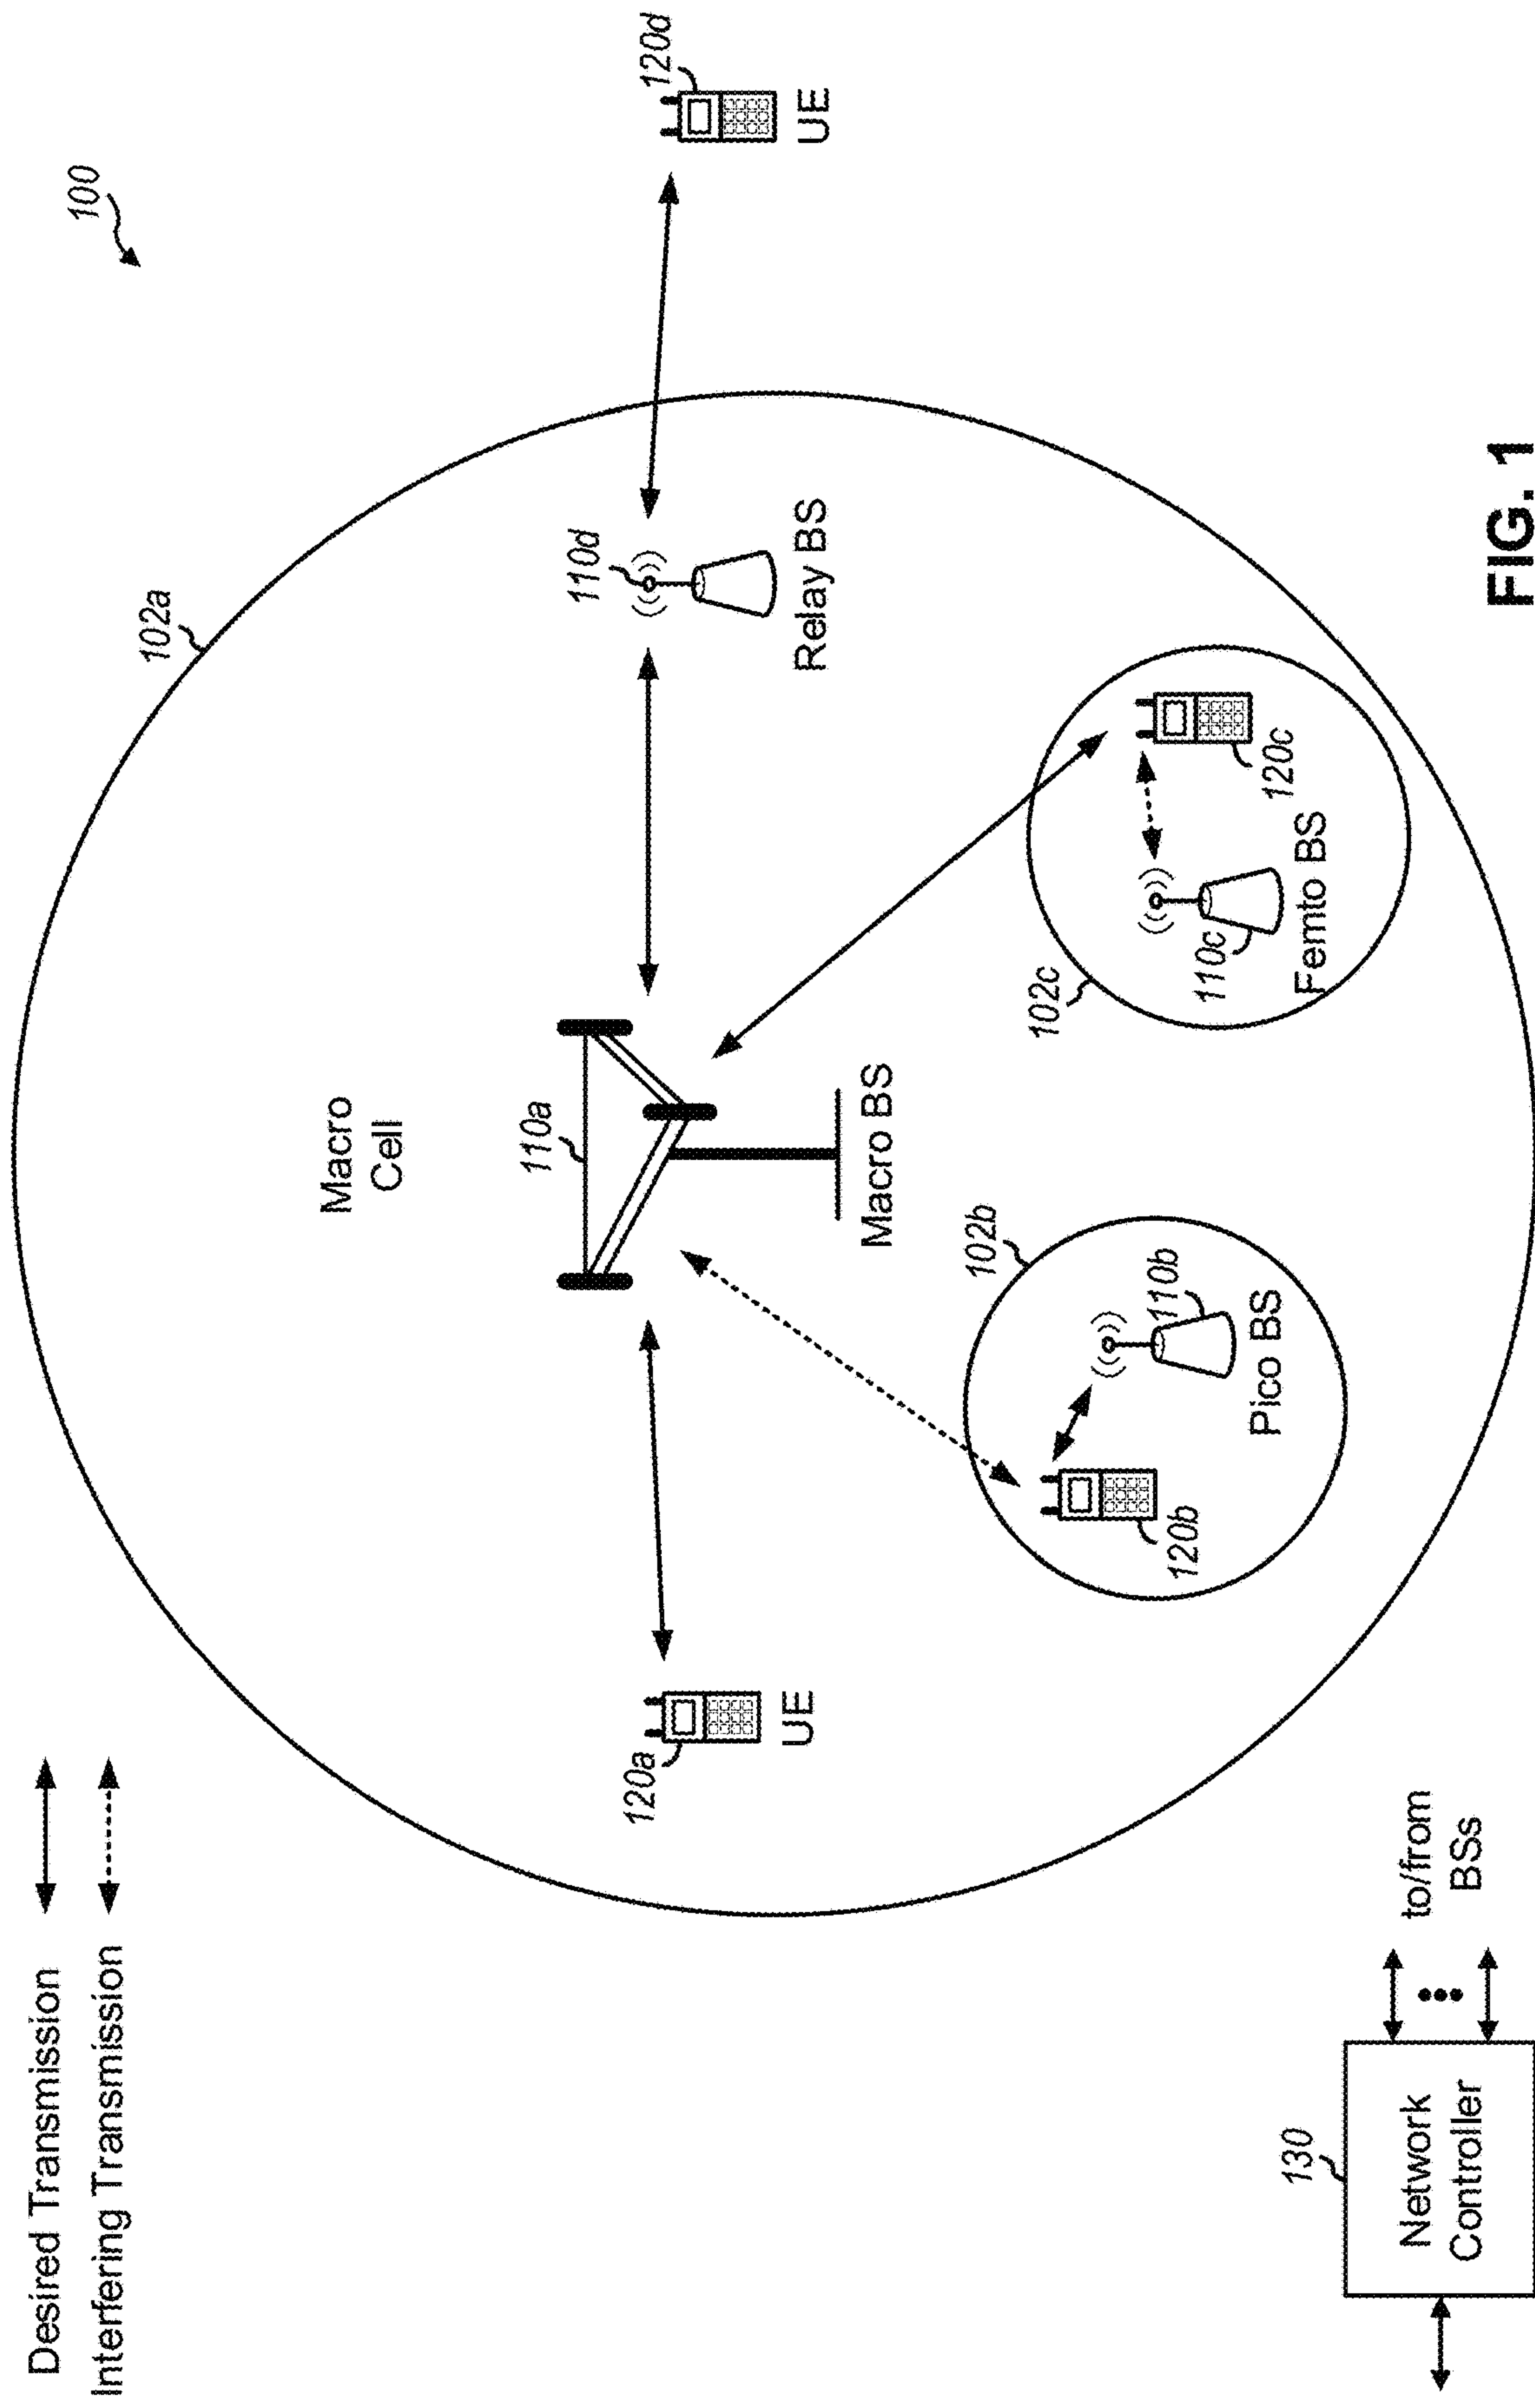 100
Desired Transmission
Interfering Transmission
102a
Macro
Cell
110a
110d
120a
120d
UE
UE
Relay BS
Macro BS
102b
102c
110b
120b
Pico BS
110c
120c
Femto BS
130
Network
Controller
to/from
BSs
FIG. 1